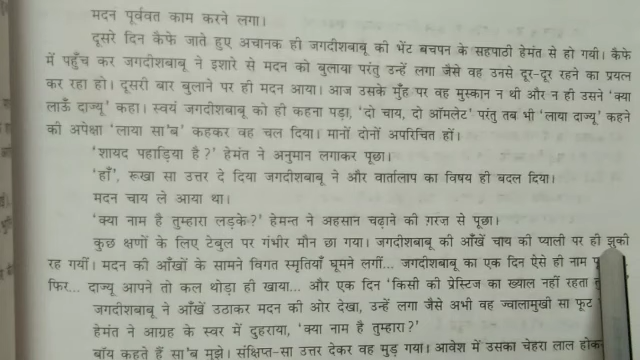 मदन पूर्ववत काम करने लगा।
दूसरे दिन कैफे जाते हुए अचानक ही जगदीशबाबू की भेंट बचपन के सहपाठी हेमंत से हो गयी। कैफे
में पहुँच कर जगदीशबाबू ने इशारे से मदन को बुलाया परंतु उन्हें लगा जैसे वह उनसे दूर-दूर रहने का प्रयत्न
कर रहा हो। दूसरी बार बुलाने पर ही मदन आया। आज उसके मुँह पर वह मुस्कान न थी और न ही उसने 'क्या
लाऊँ दाज्यू' कहा। स्वयं जगदीशबाबू को ही कहना पड़ा, 'दो चाय, दो ऑमलेट' परंतु तब भी 'लाया दाज्यू' कहने
की अपेक्षा 'लाया सा'ब' कहकर वह चल दिया। मानों दोनों अपरिचित हों।
'शायद पहाड़िया है?' हेमंत ने अनुमान लगाकर पूछा।
'हाँ', रूखा सा उत्तर दे दिया जगदीशबाबू ने और वार्तालाप का विषय ही बदल दिया।
मदन चाय ले आया था।
'क्या नाम है तुम्हारा लड़के?' हेमन्त ने अहसान चढ़ाने की ग़रज़ से पूछा।
कुछ क्षणों के लिए टेबुल पर गंभीर मौन छा गया। जगदीशबाबू की आँखें चाय की प्याली पर ही झुकी
रह गयीं। मदन की आँखों के सामने विगत स्मृतियाँ घूमने लगीं... जगदीशबाबू का एक दिन ऐसे ही नाम
फिर... दाज्यू आपने तो कल थोड़ा ही खाया... और एक दिन 'किसी की प्रेस्टिज का ख्याल नहीं रहता
जगदीशबाबू ने आँखें उठाकर मदन की ओर देखा, उन्हें लगा जैसे अभी वह ज्वालामुखी सा फूट
हेमंत ने आग्रह के स्वर में दुहराया, 'क्या नाम है तुम्हारा?'
बॉय कहते हैं सा'ब मुझे। संक्षिप्त-सा उत्तर देकर वह मुड़ गया। आवेश में उसका चेहरा लाल